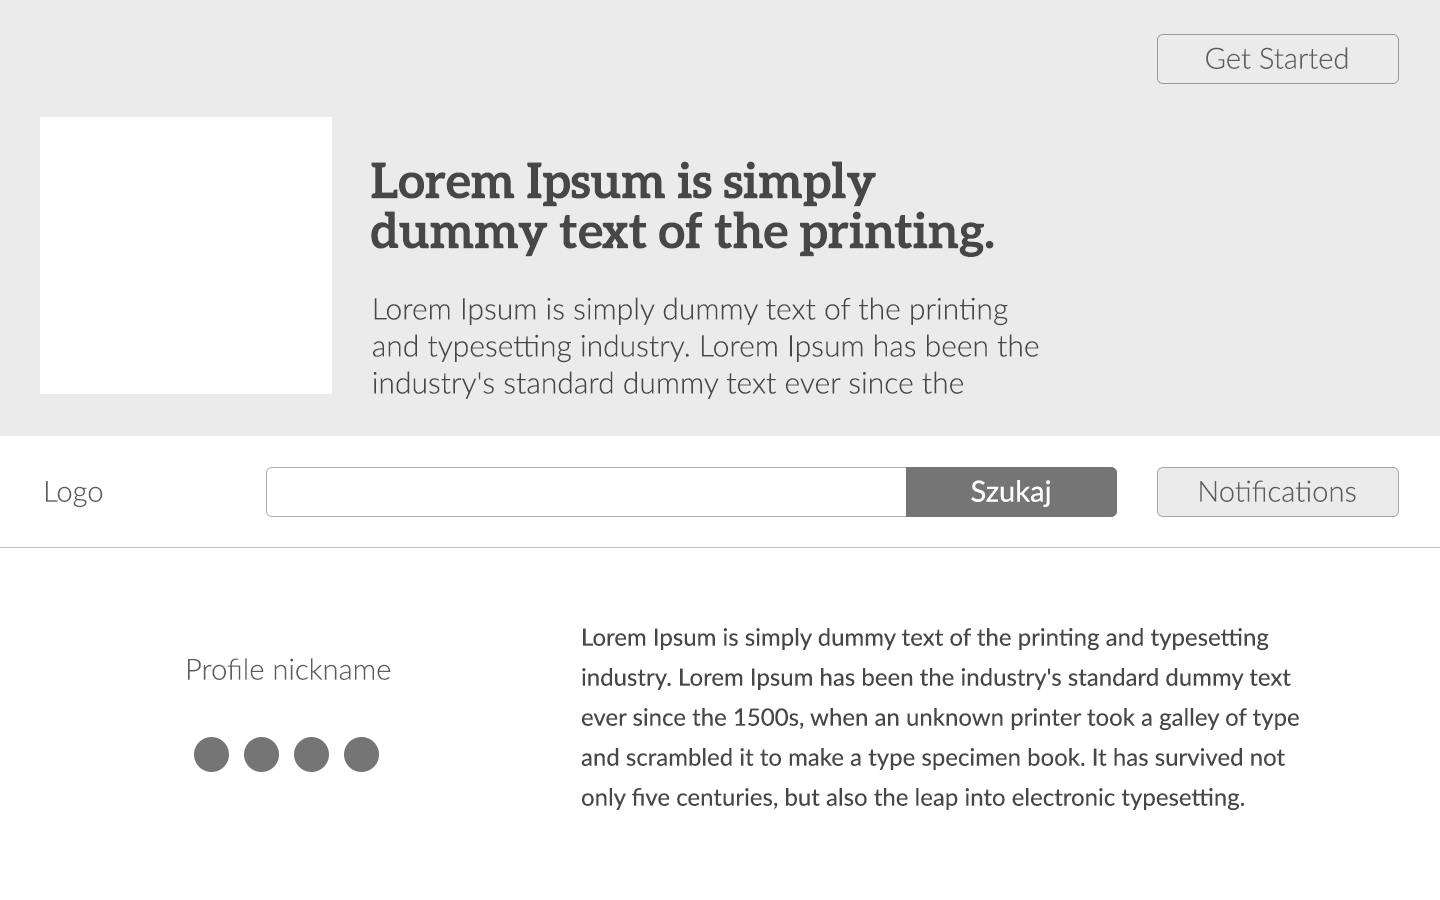 Get Started
Lorem Ipsum is simply
dummy text of the printing.
Lorem Ipsum is simply dummy text of the printing
and typesetting industry. Lorem Ipsum has been the
industry's standard dummy text ever since the
Logo
Szukaj
Notifications
Profile nickname
Lorem Ipsum is simply dummy text of the printing and typesetting
industry. Lorem Ipsum has been the industry's standard dummy text
ever since the 1500s, when an unknown printer took a galley of type
and scrambled it to make a type specimen book. It has survived not
only five centuries, but also the leap into electronic typesetting.